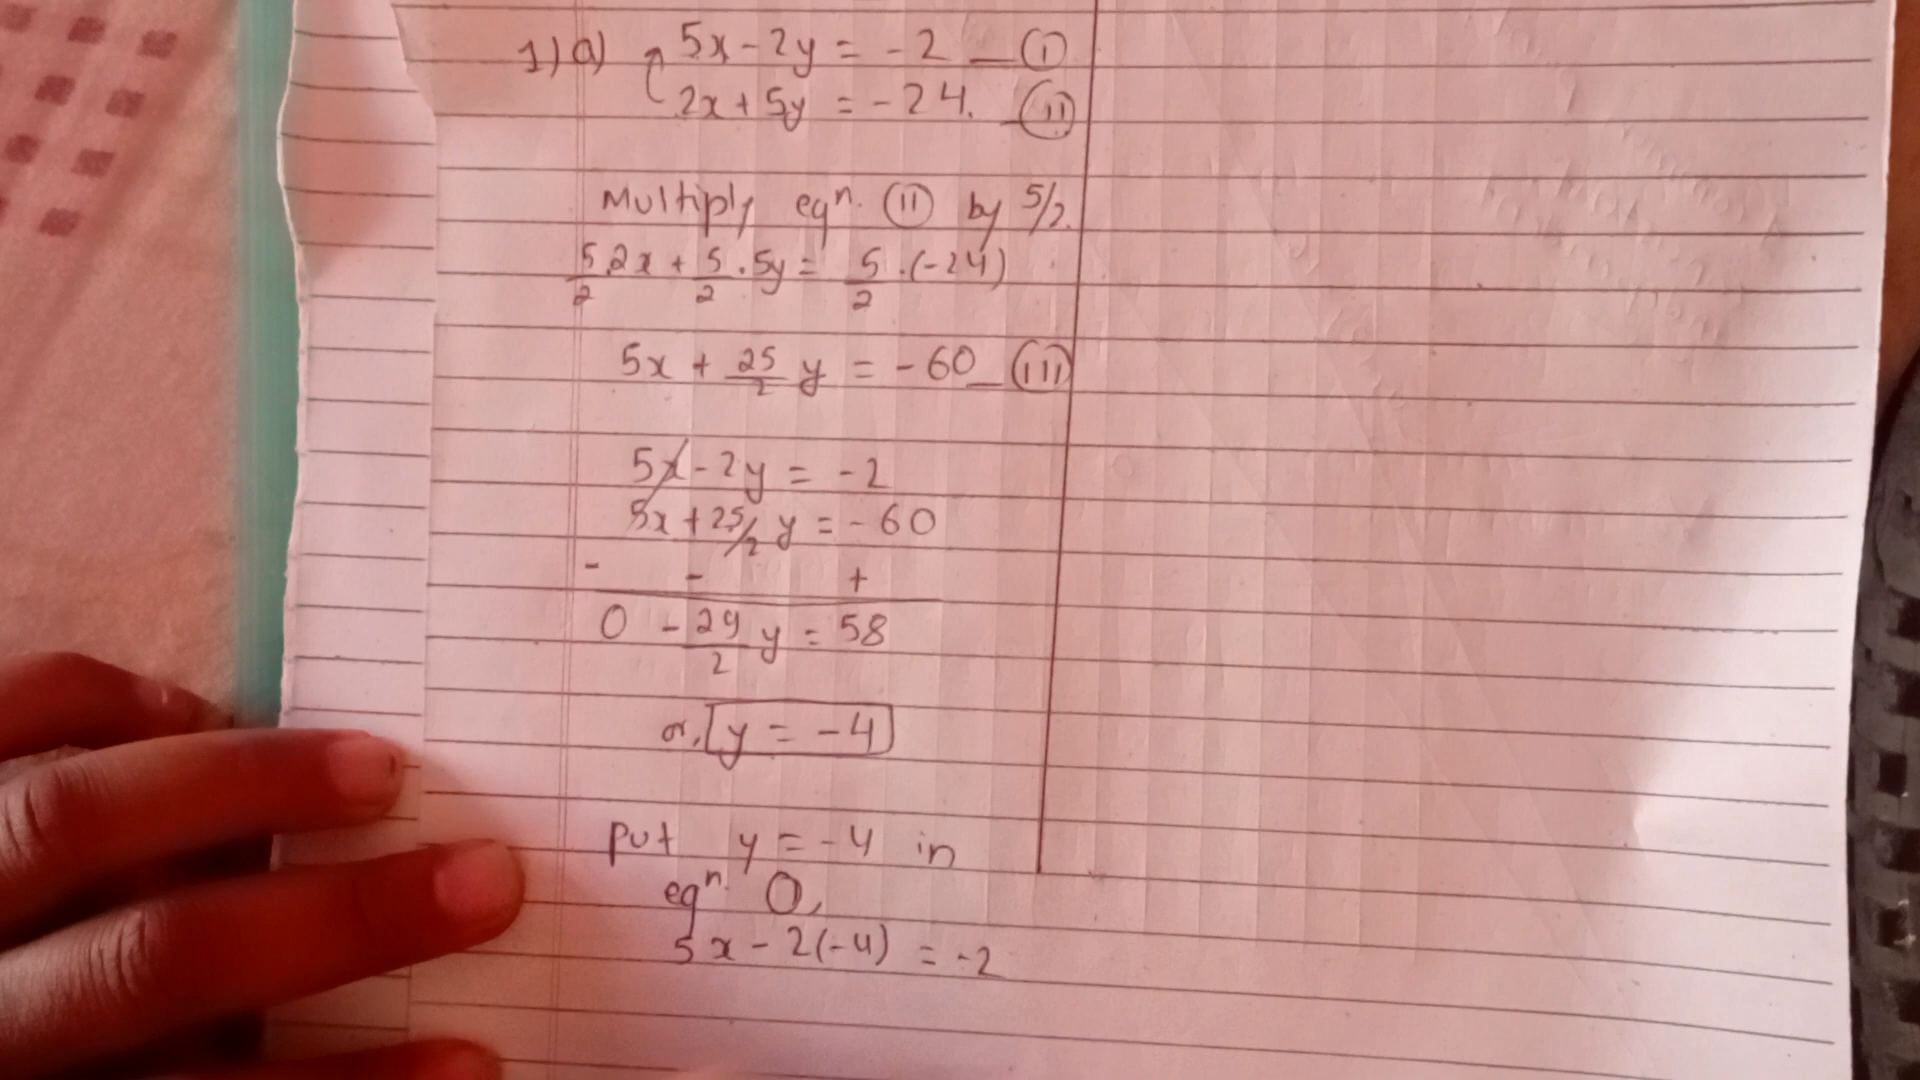 1) a) 5x - 2y = -2 — (I)
2x + 5y = -24. — (II)
Multiply eqn. (II) by 5/2.
5/2 . 2x + 5/2 . 5y = 5/2 . (-24)
5x + 25/2 y = -60 — (III)
5x - 2y = -2
5x + 25/2 y = -60
- - +
0 - 29/2 y = 58
or, y = -4
Put y = -4 in
eqn. O,
5x - 2(-4) = -2